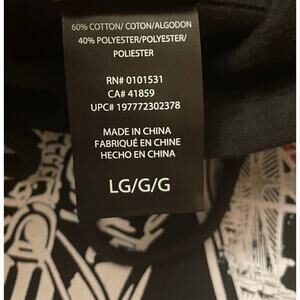 60% COTTON/ COTON/ALGODON
40% POLYESTER/POLYESTER/
POLIESTER
RN# 0101531
CA# 41859
UPC# 197772302378
MADE IN CHINA
FABRIQUÉ EN CHINE
HECHO EN CHINA
LG/G/G